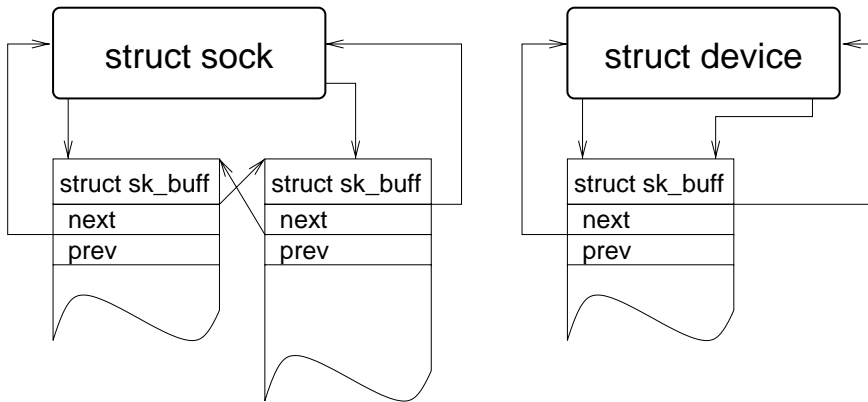 struct sock
struct device
struct sk_buff
next
prev
struct sk_buff
next
prev
struct sk_buff
next
prev